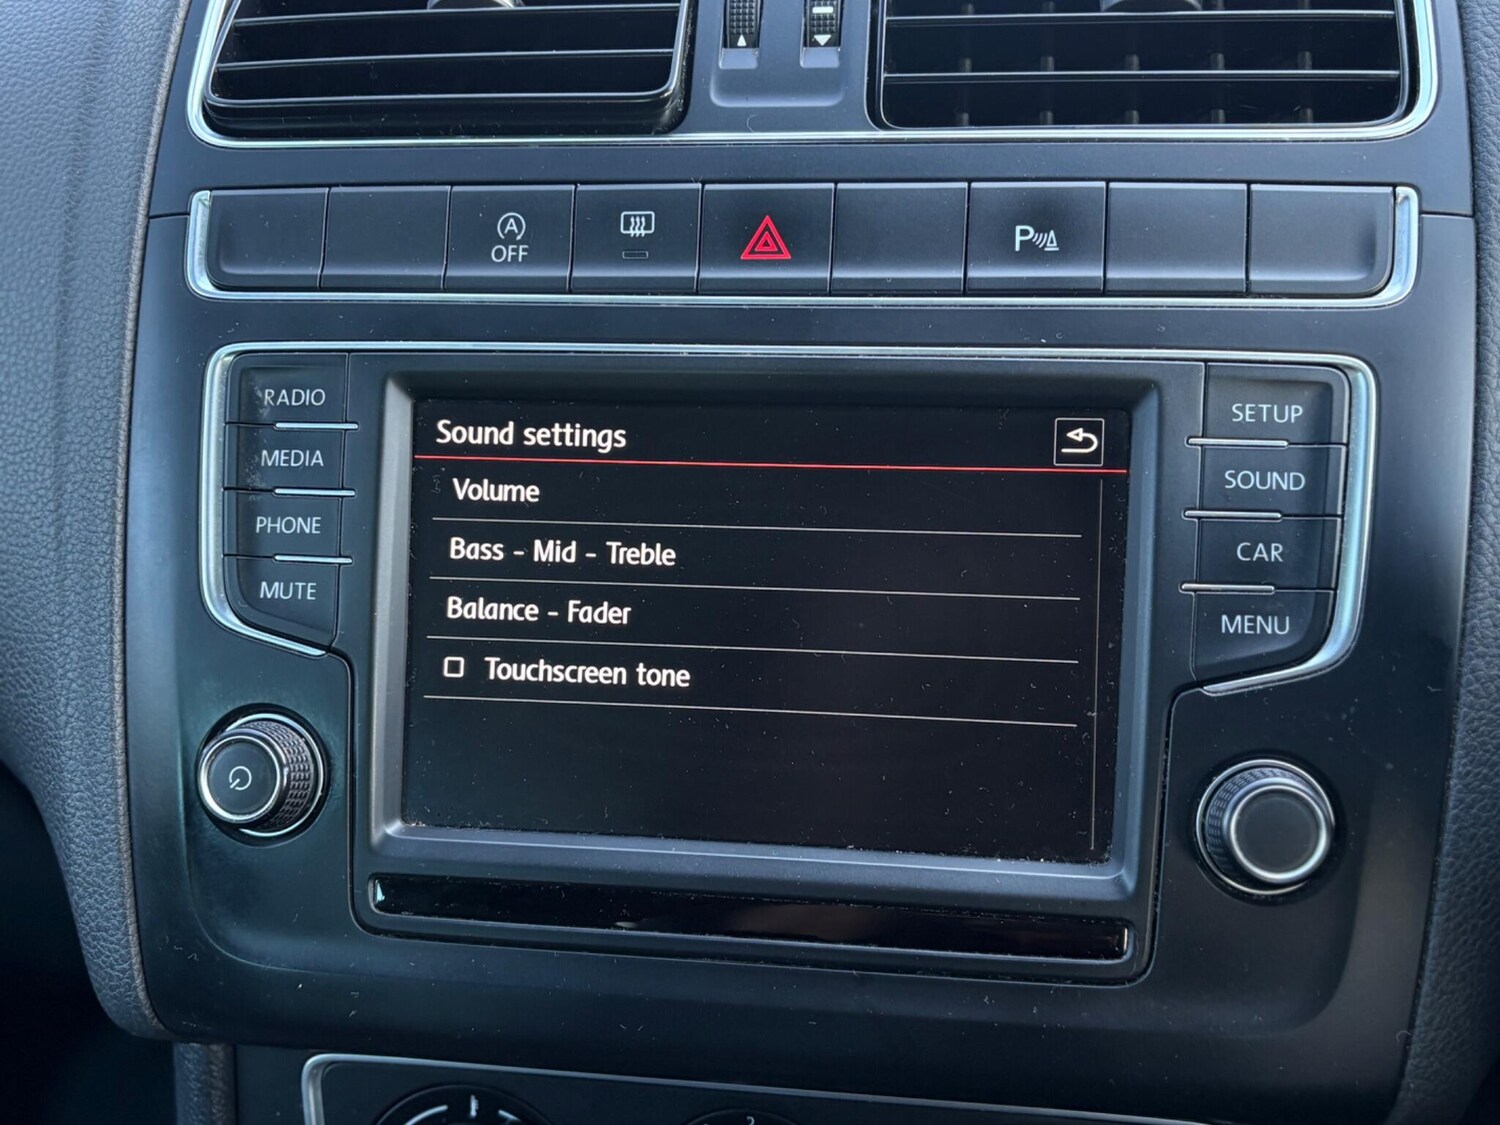 A
OFF
P
RADIO
MEDIA
PHONE
MUTE
Sound settings
Volume
Bass - Mid - Treble
Balance - Fader
Touchscreen tone
SETUP
SOUND
CAR
MENU